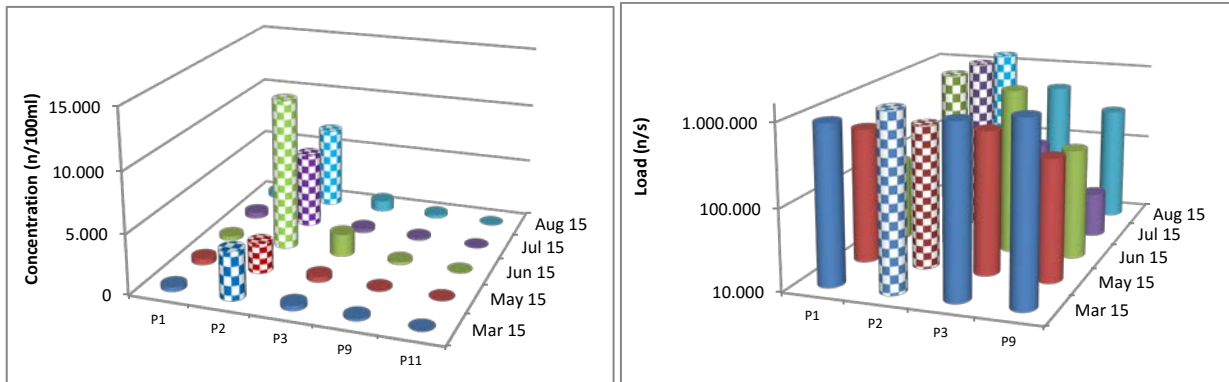 Concentration (n/100ml)
15.000
10.000
5.000
0
P1
P2
P3
P9
P11
Mar 15
May 15
Jun 15
Jul 15
Aug 15
Load (n/s)
1.000.000
100.000
10.000
P1
P2
P3
P9
Mar 15
May 15
Jun 15
Jul 15
Aug 15